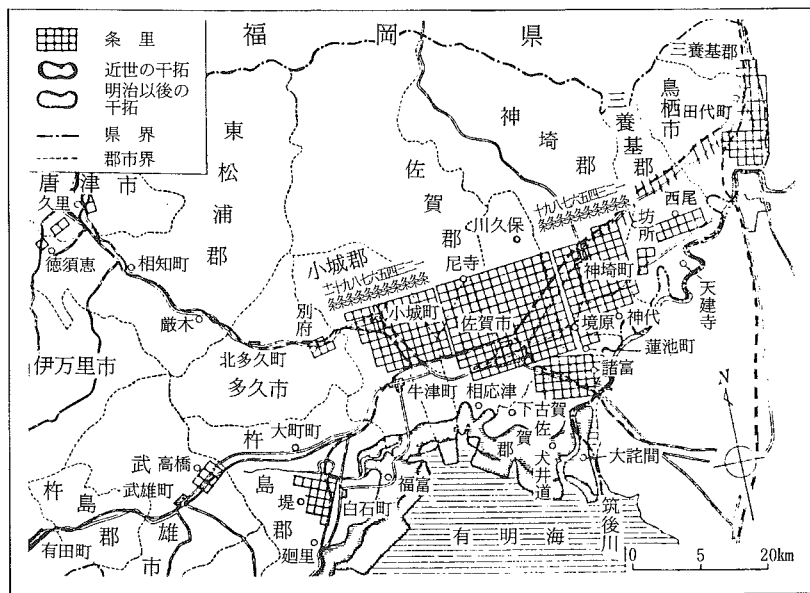 条里
近世の干拓
明治以後の
干拓
県界
郡市界
福岡県
三養基郡
鳥栖市
田代町
三養基郡
神埼郡
東松浦郡
佐賀郡
唐津市
久里
徳須恵
相知町
厳木
川久保
西尾
坊所
小城郡
尼寺
神埼町
天建寺
別府
小城町
佐賀市
境原
神代
蓮池町
伊万里市
北多久町
多久市
牛津町
相応津
諸富
下古賀
佐賀郡
大町町
杵島郡
犬井道
大詫間
武雄市
高橋
武雄町
福富
堤
白石町
杵島郡
有明海
筑後川
有田町
廻里
N
0 5 20km